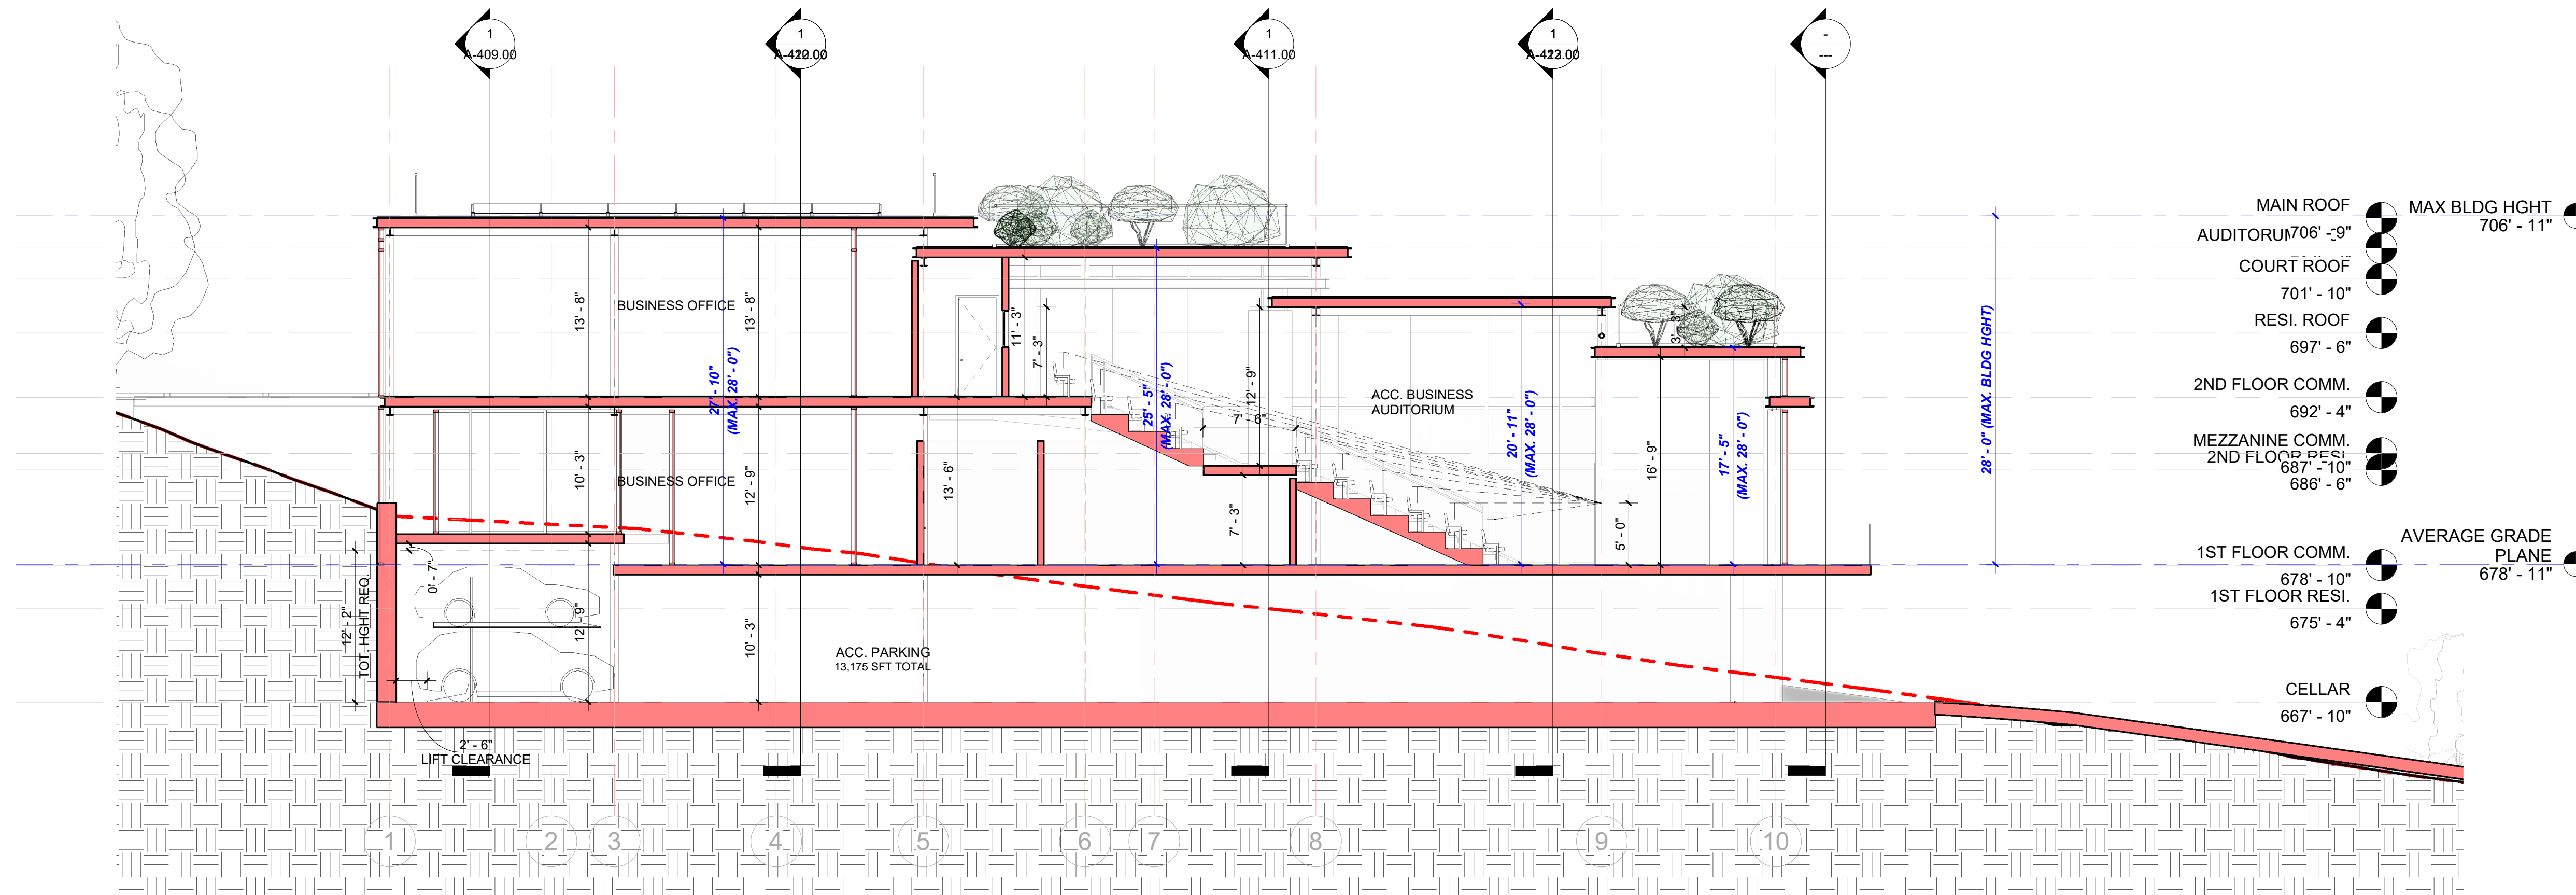 1
A-409.00
1
1
A-411.00
1
-
---
MAIN ROOF
706' - 9"
MAX BLDG HGHT
706' - 11"
COURT ROOF
701' - 10"
RESI. ROOF
697' - 6"
2ND FLOOR COMM.
692' - 4"
MEZZANINE COMM.
2ND FLOOR RESI.
687' - 10"
686' - 6"
AVERAGE GRADE
PLANE
678' - 11"
1ST FLOOR COMM.
678' - 10"
1ST FLOOR RESI.
675' - 4"
CELLAR
667' - 10"
BUSINESS OFFICE
13' - 8"
13' - 8"
27' - 10"
(MAX. 28' - 0")
11' - 3"
7' - 3"
25' - 5"
(MAX. 28' - 0")
12' - 9"
7' - 6"
ACC. BUSINESS
AUDITORIUM
20' - 11"
(MAX. 28' - 0")
3' - 3"
16' - 9"
17' - 5"
(MAX. 28' - 0")
28' - 0" (MAX. BLDG HGHT)
BUSINESS OFFICE
10' - 3"
12' - 9"
13' - 6"
7' - 3"
5' - 0"
0' - 7"
12' - 2"
TOT. HGHT REQ.
12' - 9"
10' - 3"
ACC. PARKING
13,175 SFT TOTAL
2' - 6"
LIFT CLEARANCE
1
2
3
4
5
6
7
8
9
10